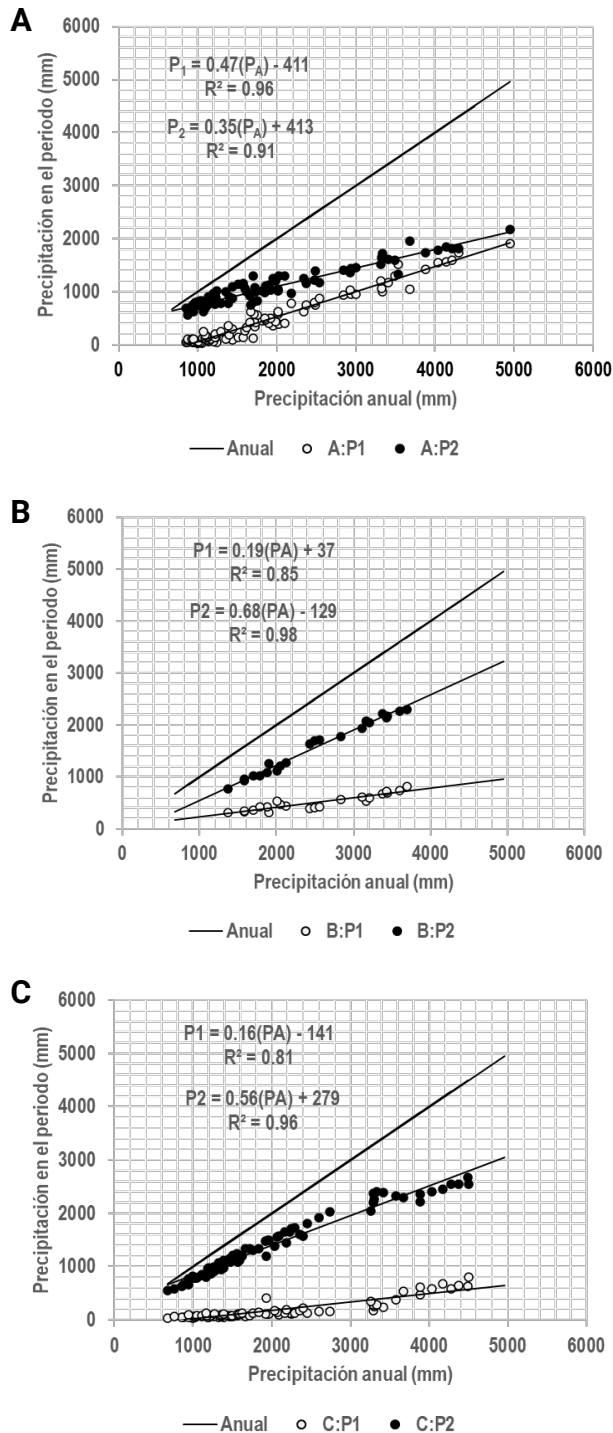 A
6000
5000
4000
3000
2000
1000
0
Precipitación en el periodo (mm)
P₁ = 0.47(P_A) - 411
R² = 0.96
P₂ = 0.35(P_A) + 413
R² = 0.91
0 1000 2000 3000 4000 5000 6000
Precipitación anual (mm)
Anual A:P1 A:P2
B
6000
5000
4000
3000
2000
1000
0
Precipitación en el periodo (mm)
P1 = 0.19(PA) + 37
R² = 0.85
P2 = 0.68(PA) - 129
R² = 0.98
0 1000 2000 3000 4000 5000 6000
Precipitación anual (mm)
Anual B:P1 B:P2
C
6000
5000
4000
3000
2000
1000
0
Precipitación en el periodo (mm)
P1 = 0.16(PA) - 141
R² = 0.81
P2 = 0.56(PA) + 279
R² = 0.96
0 1000 2000 3000 4000 5000 6000
Precipitación anual (mm)
Anual C:P1 C:P2